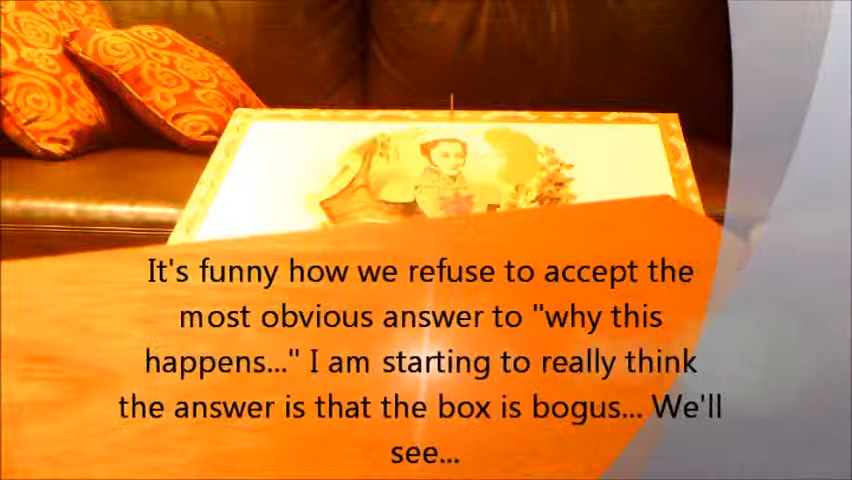 It's funny how we refuse to accept the
most obvious answer to "why this
happens..." I am starting to really think
the answer is that the box is bogus... We'll
see...